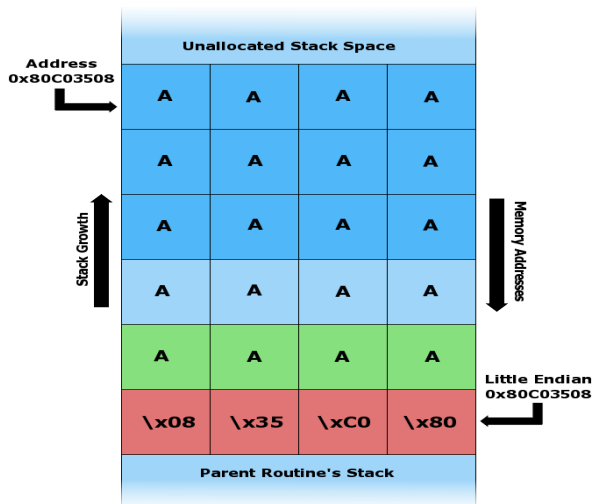 Unallocated Stack Space
Address
0x80C03508
A A A A
A A A A
Stack Growth
Memory Addresses
A A A A
A A A A
A A A A
Little Endian
0x80C03508
\x08 \x35 \xC0 \x80
Parent Routine's Stack